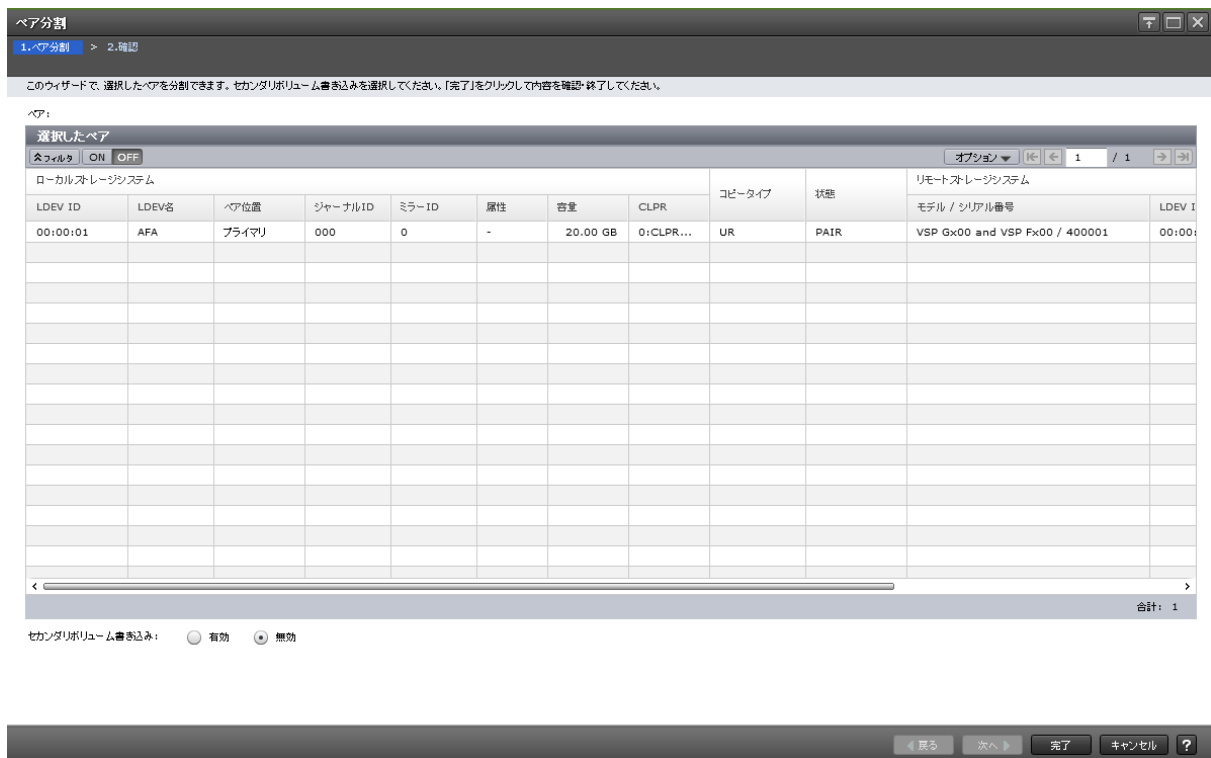 ペア分割
1.ペア分割 > 2.確認
このウィザードで、選択したペアを分割できます。セカンダリボリューム書き込みを選択してください。「完了」をクリックして内容を確認・終了してください。
ペア:
選択したペア
フィルタ ON OFF オプション 1 / 1
ローカルストレージシステム コピータイプ 状態 リモートストレージシステム
LDEV ID LDEV名 ペア位置 ジャーナルID ミラーID 属性 容量 CLPR モデル / シリアル番号 LDEV I
00:00:01 AFA プライマリ 000 0 - 20.00 GB 0:CLPR... UR PAIR VSP Gx00 and VSP Fx00 / 400001 00:00:
合計: 1
セカンダリボリューム書き込み: 有効 無効
戻る 次へ 完了 キャンセル ?